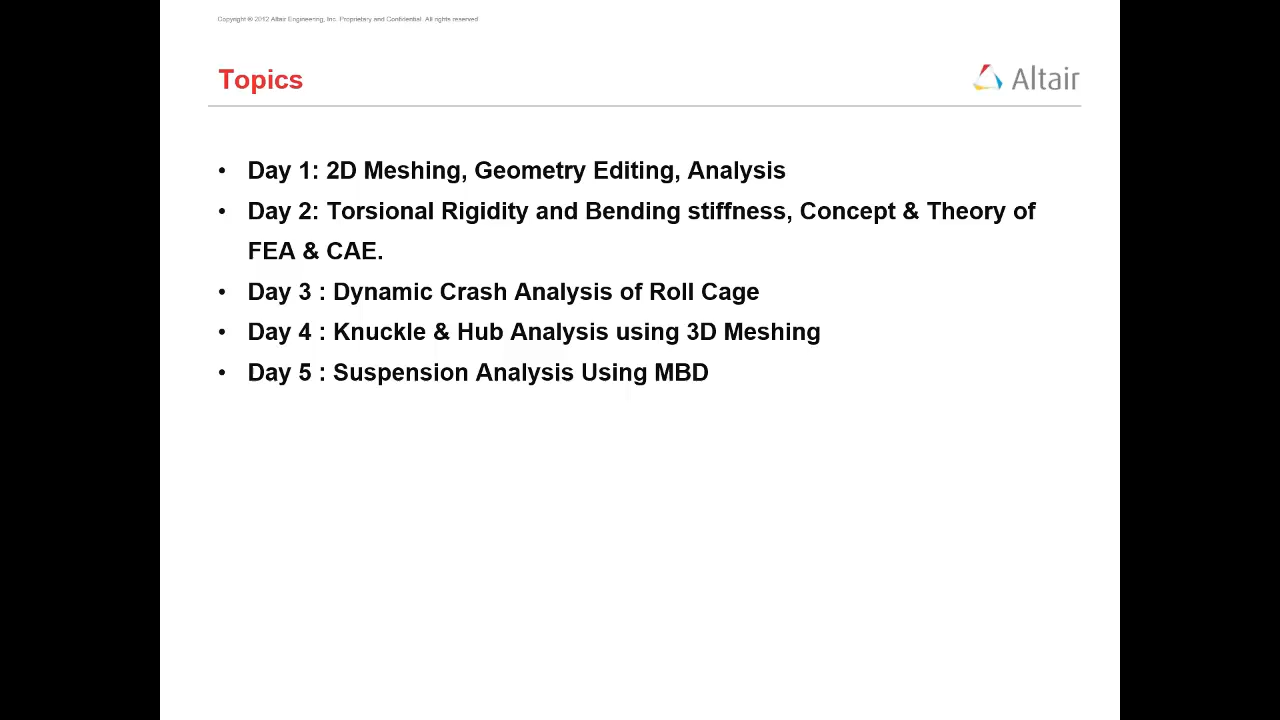 Copyright © 2012 Altair Engineering, Inc. Proprietary and Confidential. All rights reserved
Topics
Altair
• Day 1: 2D Meshing, Geometry Editing, Analysis
• Day 2: Torsional Rigidity and Bending stiffness, Concept & Theory of
FEA & CAE.
• Day 3 : Dynamic Crash Analysis of Roll Cage
• Day 4 : Knuckle & Hub Analysis using 3D Meshing
• Day 5 : Suspension Analysis Using MBD